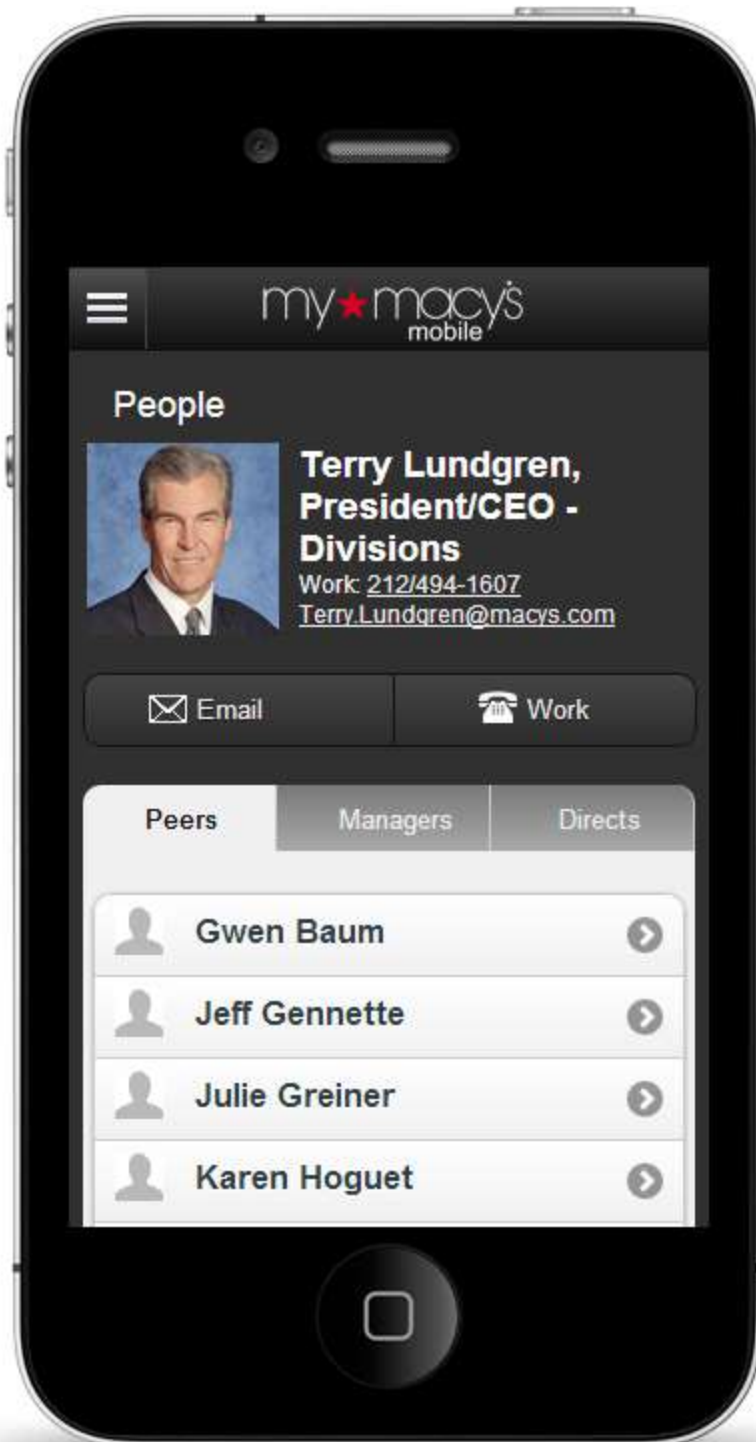 my★macy's
mobile
People
Terry Lundgren,
President/CEO -
Divisions
Work: 212/494-1607
Terry.Lundgren@macys.com
Email
Work
Peers
Managers
Directs
Gwen Baum
Jeff Gennette
Julie Greiner
Karen Hoguet